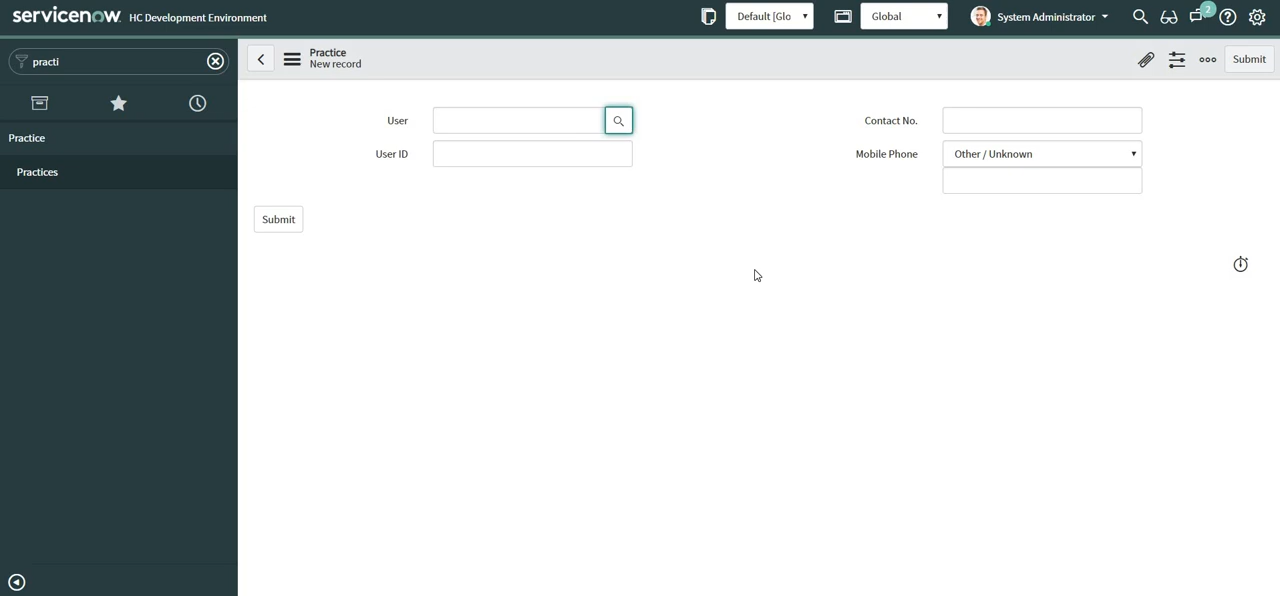 servicenow. HC Development Environment
Default [Glo
Global
System Administrator
2
practi
Practice
Practices
Practice
New record
Submit
User
Contact No.
User ID
Mobile Phone
Other / Unknown
Submit